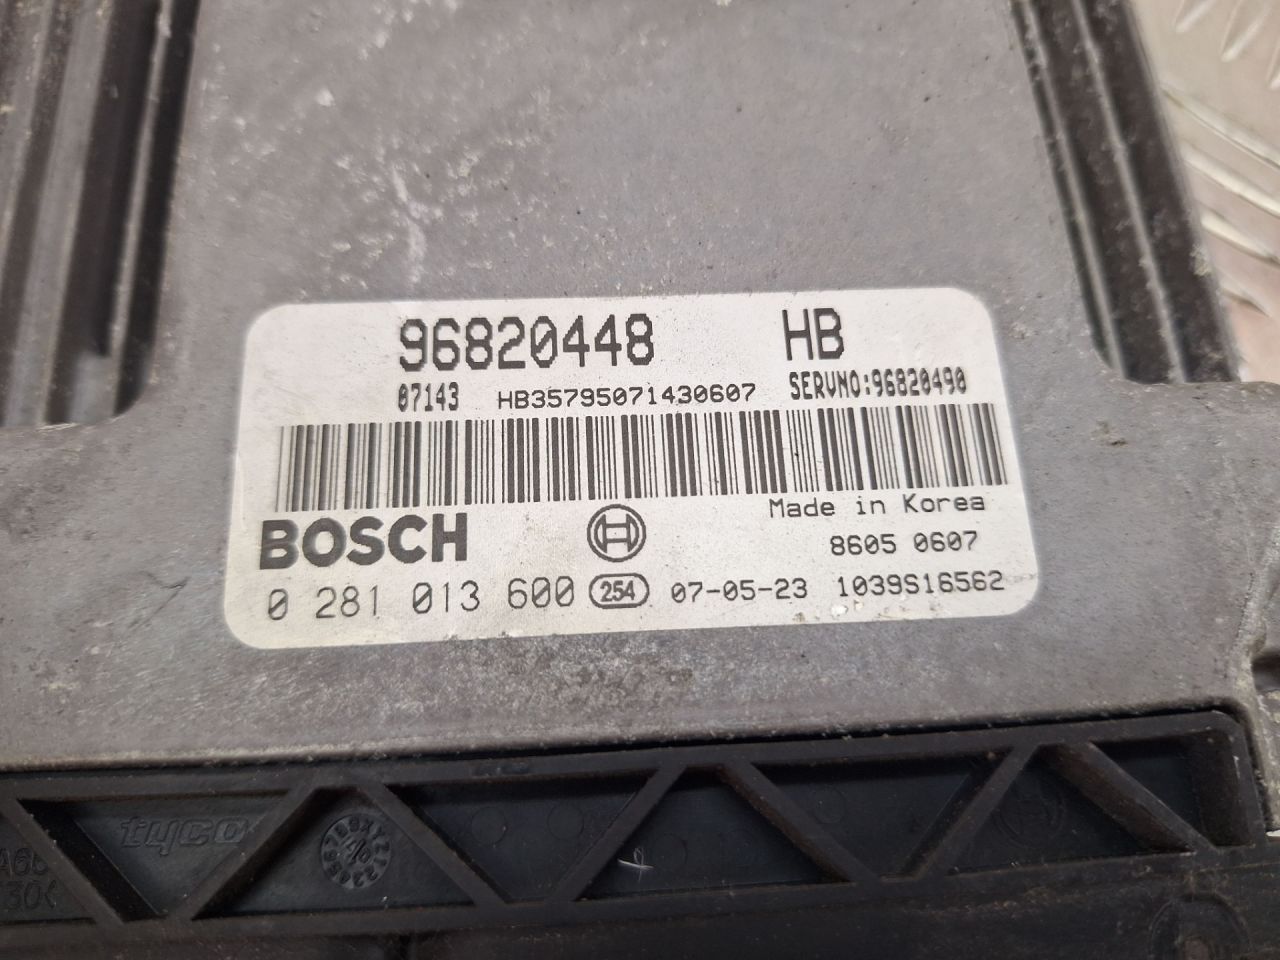 96820448 HB
07143 HB35795071430607 SERVNO:96820490
Made in Korea
BOSCH
8605 0607
0 281 013 600 254 07-05-23 1039S16562
tyco